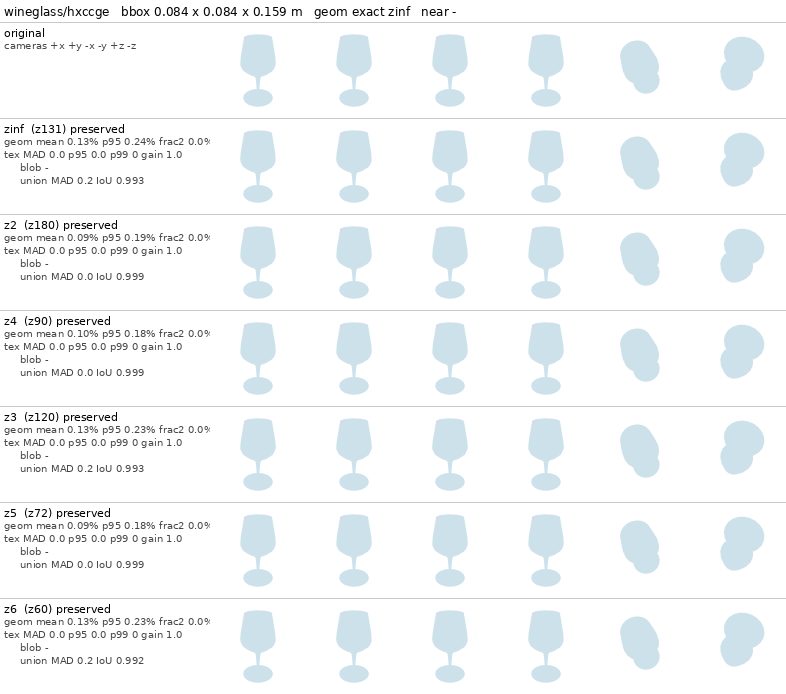 wineglass/hxccge bbox 0.084 x 0.084 x 0.159 m geom exact zinf near -
original
cameras +x +y -x -y +z -z
zinf (z131) preserved
geom mean 0.13% p95 0.24% frac2 0.0%
tex MAD 0.0 p95 0.0 p99 0 gain 1.0
blob -
union MAD 0.2 IoU 0.993
z2 (z180) preserved
geom mean 0.09% p95 0.19% frac2 0.0%
tex MAD 0.0 p95 0.0 p99 0 gain 1.0
blob -
union MAD 0.0 IoU 0.999
z4 (z90) preserved
geom mean 0.10% p95 0.18% frac2 0.0%
tex MAD 0.0 p95 0.0 p99 0 gain 1.0
blob -
union MAD 0.0 IoU 0.999
z3 (z120) preserved
geom mean 0.13% p95 0.23% frac2 0.0%
tex MAD 0.0 p95 0.0 p99 0 gain 1.0
blob -
union MAD 0.2 IoU 0.993
z5 (z72) preserved
geom mean 0.09% p95 0.18% frac2 0.0%
tex MAD 0.0 p95 0.0 p99 0 gain 1.0
blob -
union MAD 0.0 IoU 0.999
z6 (z60) preserved
geom mean 0.13% p95 0.23% frac2 0.0%
tex MAD 0.0 p95 0.0 p99 0 gain 1.0
blob -
union MAD 0.2 IoU 0.992